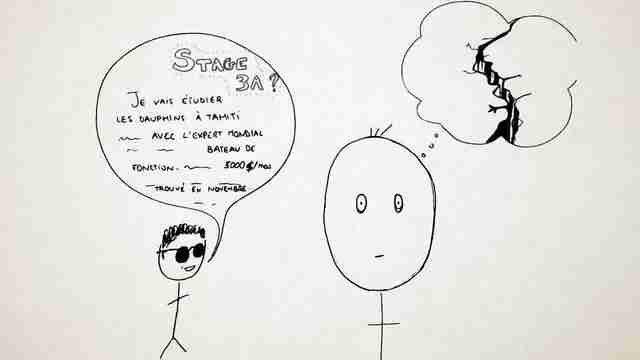 STAGE
3A ?
JE VAIS ÉTUDIER
LES DAUPHINS À TAHITI
AVEC L'EXPERT MONDIAL
BATEAU DE
FONCTION. 5000 $/MOIS
TROUVÉ EN NOVEMBRE